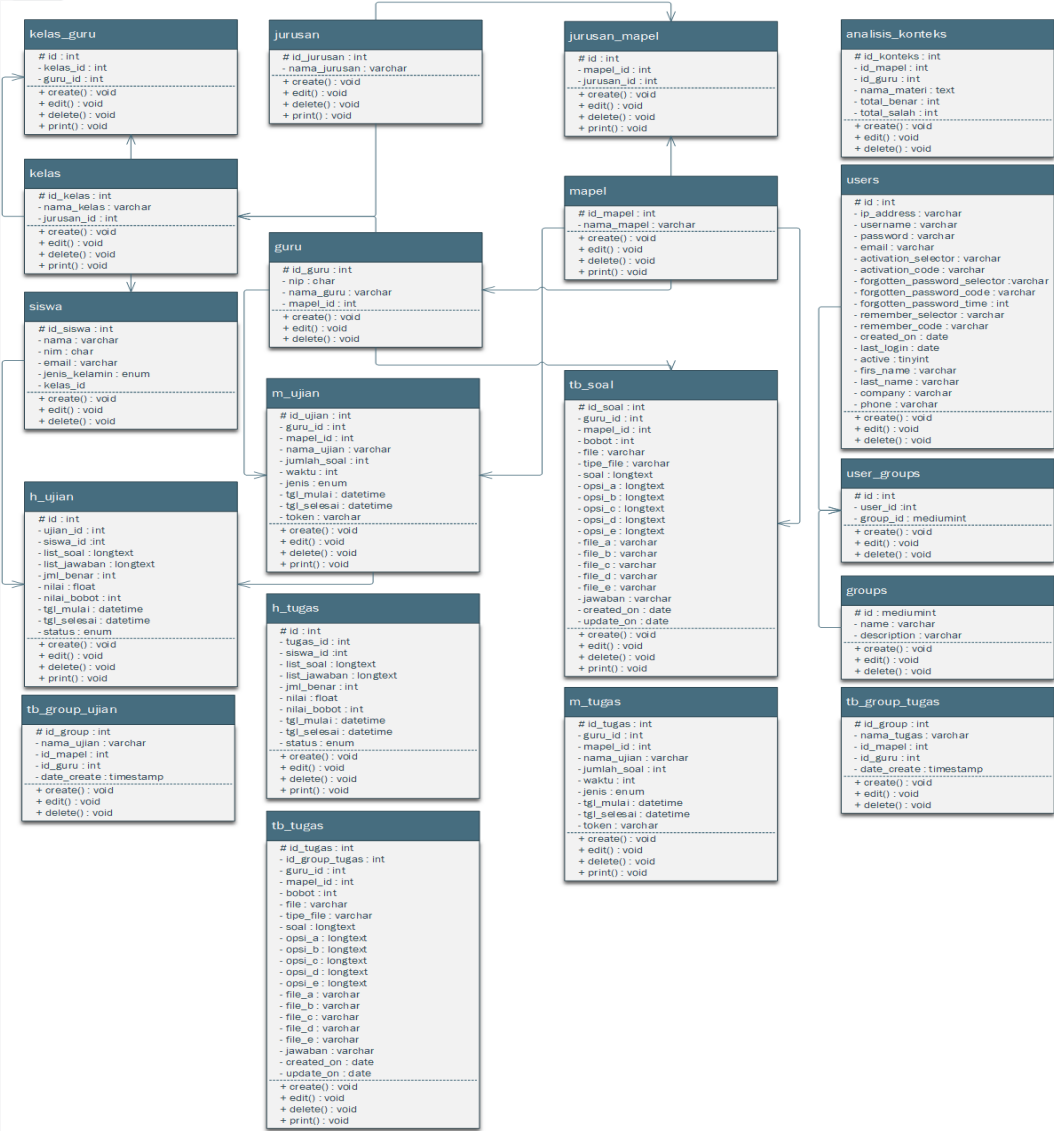 kelas_guru
# id : int
- kelas_id : int
- guru_id : int
+ create() : void
+ edit() : void
+ delete() : void
+ print() : void
jurusan
# id_jurusan : int
- nama_jurusan : varchar
+ create() : void
+ edit() : void
+ delete() : void
+ print() : void
jurusan_mapel
# id : int
- mapel_id : int
- jurusan_id : int
+ create() : void
+ edit() : void
+ delete() : void
+ print() : void
analisis_konteks
# id_konteks : int
- id_mapel : int
- id_guru : int
- nama_materi : text
- total_benar : int
- total_salah : int
+ create() : void
+ edit() : void
+ delete() : void
kelas
# id_kelas : int
- nama_kelas : varchar
- jurusan_id : int
+ create() : void
+ edit() : void
+ delete() : void
+ print() : void
guru
# id_guru : int
- nip : char
- nama_guru : varchar
- mapel_id : int
+ create() : void
+ edit() : void
+ delete() : void
mapel
# id_mapel : int
- nama_mapel : varchar
+ create() : void
+ edit() : void
+ delete() : void
+ print() : void
users
# id : int
- ip_address : varchar
- username : varchar
- password : varchar
- email : varchar
- activation_selector : varchar
- activation_code : varchar
- forgotten_password_selector :varchar
- forgotten_password_code : varchar
- forgotten_password_time : int
- remember_selector : varchar
- remember_code : varchar
- created_on : date
- last_login : date
- active : tinyint
- firs_name : varchar
- last_name : varchar
- company : varchar
- phone : varchar
+ create() : void
+ edit() : void
+ delete() : void
siswa
# id_siswa : int
- nama : varchar
- nim : char
- email : varchar
- jenis_kelamin : enum
- kelas_id
+ create() : void
+ edit() : void
+ delete() : void
m_ujian
# id_ujian : int
- guru_id : int
- mapel_id : int
- nama_ujian : varchar
- jumlah_soal : int
- waktu : int
- jenis : enum
- tgl_mulai : datetime
- tgl_selesai : datetime
- token : varchar
+ create() : void
+ edit() : void
+ delete() : void
+ print() : void
tb_soal
# id_soal : int
- guru_id : int
- mapel_id : int
- bobot : int
- file : varchar
- tipe_file : varchar
- soal : longtext
- opsi_a : longtext
- opsi_b : longtext
- opsi_c : longtext
- opsi_d : longtext
- opsi_e : longtext
- file_a : varchar
- file_b : varchar
- file_c : varchar
- file_d : varchar
- file_e : varchar
- jawaban : varchar
- created_on : date
- update_on : date
+ create() : void
+ edit() : void
+ delete() : void
+ print() : void
user_groups
# id : int
- user_id : int
- group_id : mediumint
+ create() : void
+ edit() : void
+ delete() : void
h_ujian
# id : int
- ujian_id : int
- siswa_id :int
- list_soal : longtext
- list_jawaban : longtext
- jml_benar : int
- nilai : float
- nilai_bobot : int
- tgl_mulai : datetime
- tgl_selesai : datetime
- status : enum
+ create() : void
+ edit() : void
+ delete() : void
+ print() : void
h_tugas
# id : int
- tugas_id : int
- siswa_id :int
- list_soal : longtext
- list_jawaban : longtext
- jml_benar : int
- nilai : float
- nilai_bobot : int
- tgl_mulai : datetime
- tgl_selesai : datetime
- status : enum
+ create() : void
+ edit() : void
+ delete() : void
+ print() : void
groups
# id : mediumint
- name : varchar
- description : varchar
+ create() : void
+ edit() : void
+ delete() : void
tb_group_ujian
# id_group : int
- nama_ujian : varchar
- id_mapel : int
- id_guru : int
- date_create : timestamp
+ create() : void
+ edit() : void
+ delete() : void
m_tugas
# id_tugas : int
- guru_id : int
- mapel_id : int
- nama_ujian : varchar
- jumlah_soal : int
- waktu : int
- jenis : enum
- tgl_mulai : datetime
- tgl_selesai : datetime
- token : varchar
+ create() : void
+ edit() : void
+ delete() : void
+ print() : void
tb_group_tugas
# id_group : int
- nama_tugas : varchar
- id_mapel : int
- id_guru : int
- date_create : timestamp
+ create() : void
+ edit() : void
+ delete() : void
tb_tugas
# id_tugas : int
- id_group_tugas : int
- guru_id : int
- mapel_id : int
- bobot : int
- file : varchar
- tipe_file : varchar
- soal : longtext
- opsi_a : longtext
- opsi_b : longtext
- opsi_c : longtext
- opsi_d : longtext
- opsi_e : longtext
- file_a : varchar
- file_b : varchar
- file_c : varchar
- file_d : varchar
- file_e : varchar
- jawaban : varchar
- created_on : date
- update_on : date
+ create() : void
+ edit() : void
+ delete() : void
+ print() : void